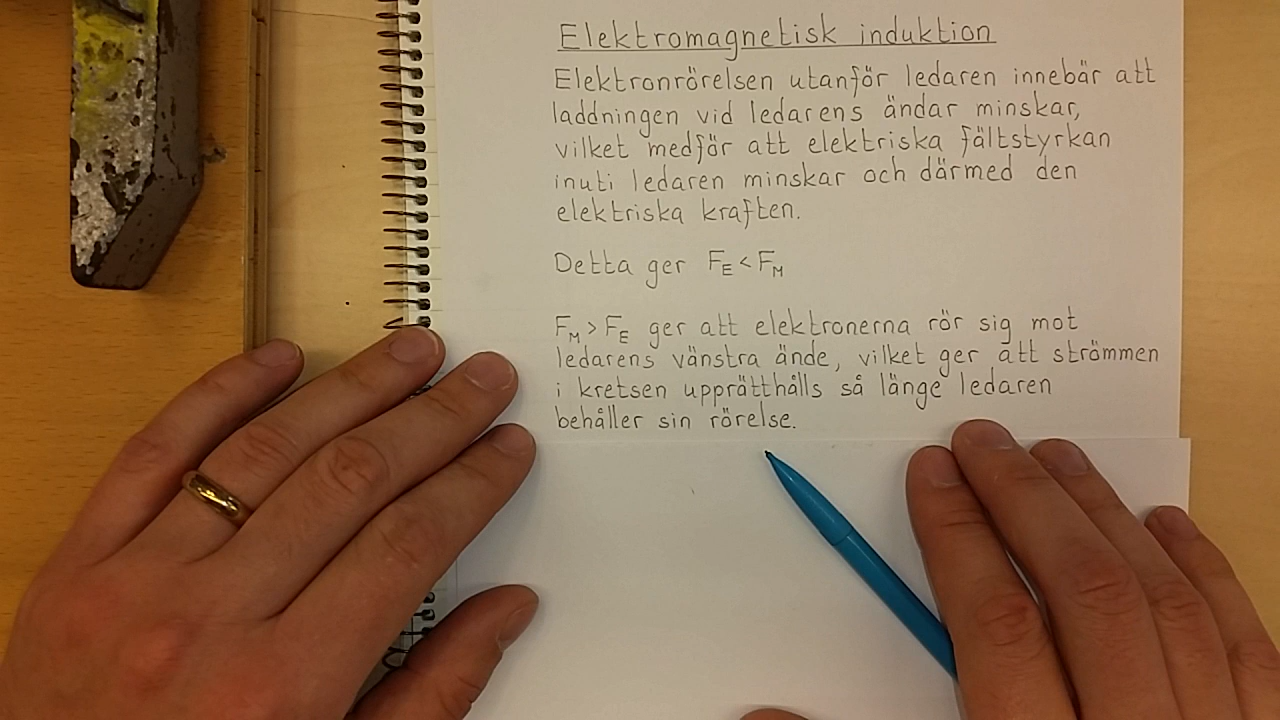 Elektromagnetisk induktion
Elektronrörelsen utanför ledaren innebär att
laddningen vid ledarens ändar minskar,
vilket medför att elektriska fältstyrkan
inuti ledaren minskar och därmed den
elektriska kraften.
Detta ger F_E < F_M
F_M > F_E ger att elektronerna rör sig mot
ledarens vänstra ände, vilket ger att strömmen
i kretsen upprätthålls så länge ledaren
behåller sin rörelse.